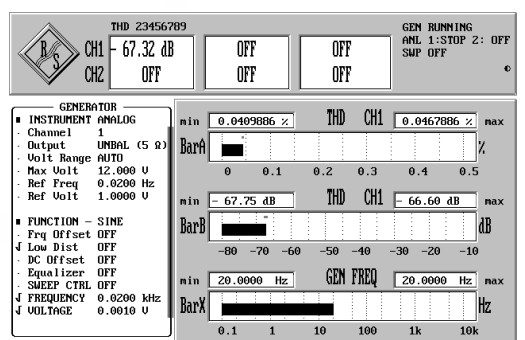 THD 23456789
R S
CH1 - 67.32 dB OFF OFF
CH2 OFF OFF OFF
GEN RUNNING
ANL 1:STOP 2: OFF
SWP OFF
GENERATOR
INSTRUMENT ANALOG
Channel 1
Output UNBAL (5 Ω)
Volt Range AUTO
Max Volt 12.000 V
Ref Freq 0.0200 Hz
Ref Volt 1.0000 V
FUNCTION - SINE
Frq Offset OFF
Low Dist OFF
DC Offset OFF
Equalizer OFF
SWEEP CTRL OFF
FREQUENCY 0.0200 kHz
VOLTAGE 0.0010 V
min 0.0409886 % THD CH1 0.0467886 % max
BarA %
0 0.1 0.2 0.3 0.4 0.5
min - 67.75 dB THD CH1 - 66.60 dB max
BarB dB
-80 -70 -60 -50 -40 -30 -20 -10
min 20.0000 Hz GEN FREQ 20.0000 Hz max
BarX Hz
0.1 1 10 100 1k 10k